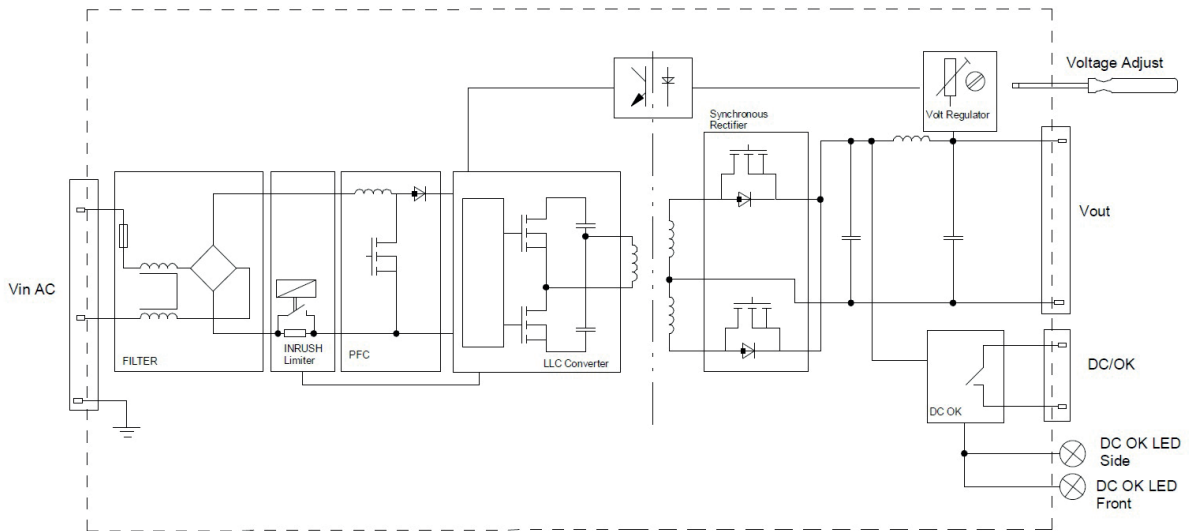 Voltage Adjust
Volt Regulator
Synchronous
Rectifier
Vin AC
Vout
FILTER
INRUSH
Limiter
PFC
LLC Converter
DC/OK
DC OK
DC OK LED
Side
DC OK LED
Front